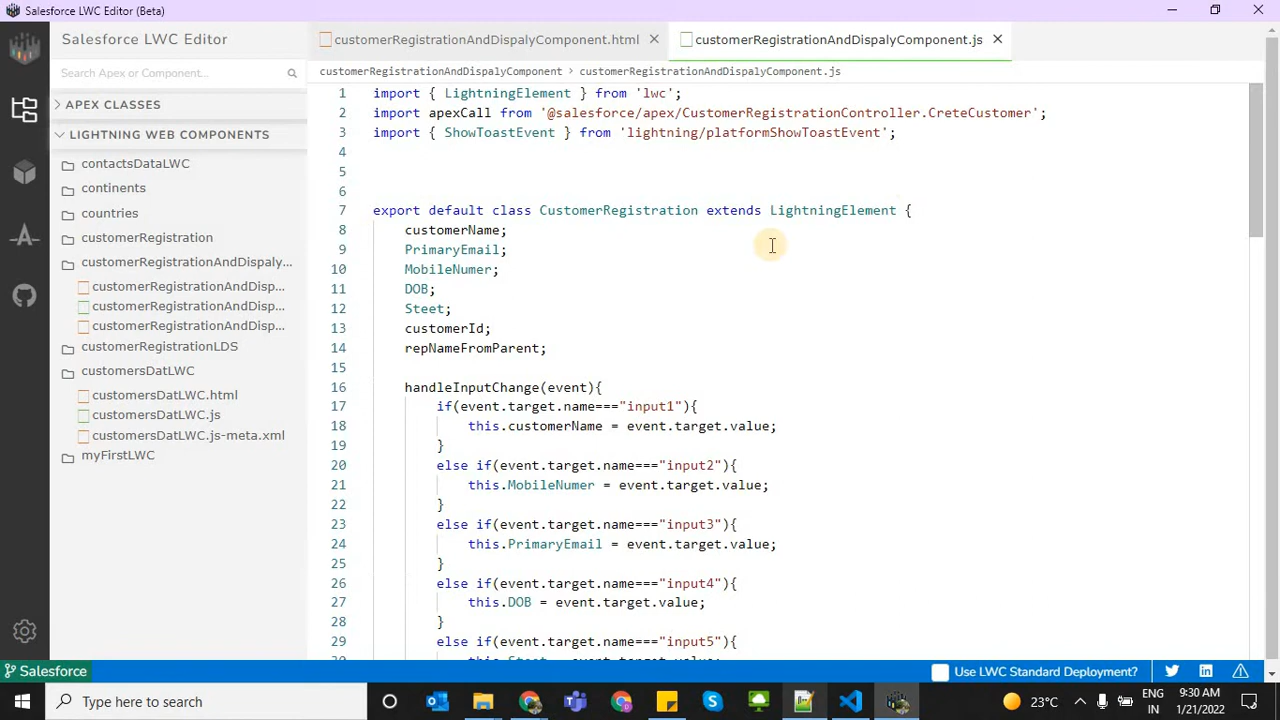 Salesforce LWC Editor (Beta)
Salesforce LWC Editor
customerRegistrationAndDispalyComponent.html
customerRegistrationAndDispalyComponent.js
Search Apex or Component...
customerRegistrationAndDispalyComponent > customerRegistrationAndDispalyComponent.js
APEX CLASSES
LIGHTNING WEB COMPONENTS
contactsDataLWC
continents
countries
customerRegistration
customerRegistrationAndDispaly...
customerRegistrationAndDisp...
customerRegistrationAndDisp...
customerRegistrationAndDisp...
customerRegistrationLDS
customersDatLWC
customersDatLWC.html
customersDatLWC.js
customersDatLWC.js-meta.xml
myFirstLWC
1 import { LightningElement } from 'lwc';
2 import apexCall from '@salesforce/apex/CustomerRegistrationController.CreteCustomer';
3 import { ShowToastEvent } from 'lightning/platformShowToastEvent';
4
5
6
7 export default class CustomerRegistration extends LightningElement {
8 customerName;
9 PrimaryEmail;
10 MobileNumer;
11 DOB;
12 Steet;
13 customerId;
14 repNameFromParent;
15
16 handleInputChange(event){
17 if(event.target.name==="input1"){
18 this.customerName = event.target.value;
19 }
20 else if(event.target.name==="input2"){
21 this.MobileNumer = event.target.value;
22 }
23 else if(event.target.name==="input3"){
24 this.PrimaryEmail = event.target.value;
25 }
26 else if(event.target.name==="input4"){
27 this.DOB = event.target.value;
28 }
29 else if(event.target.name==="input5"){
Salesforce
Use LWC Standard Deployment?
Type here to search
23°C
ENG
IN
9:30 AM
1/21/2022